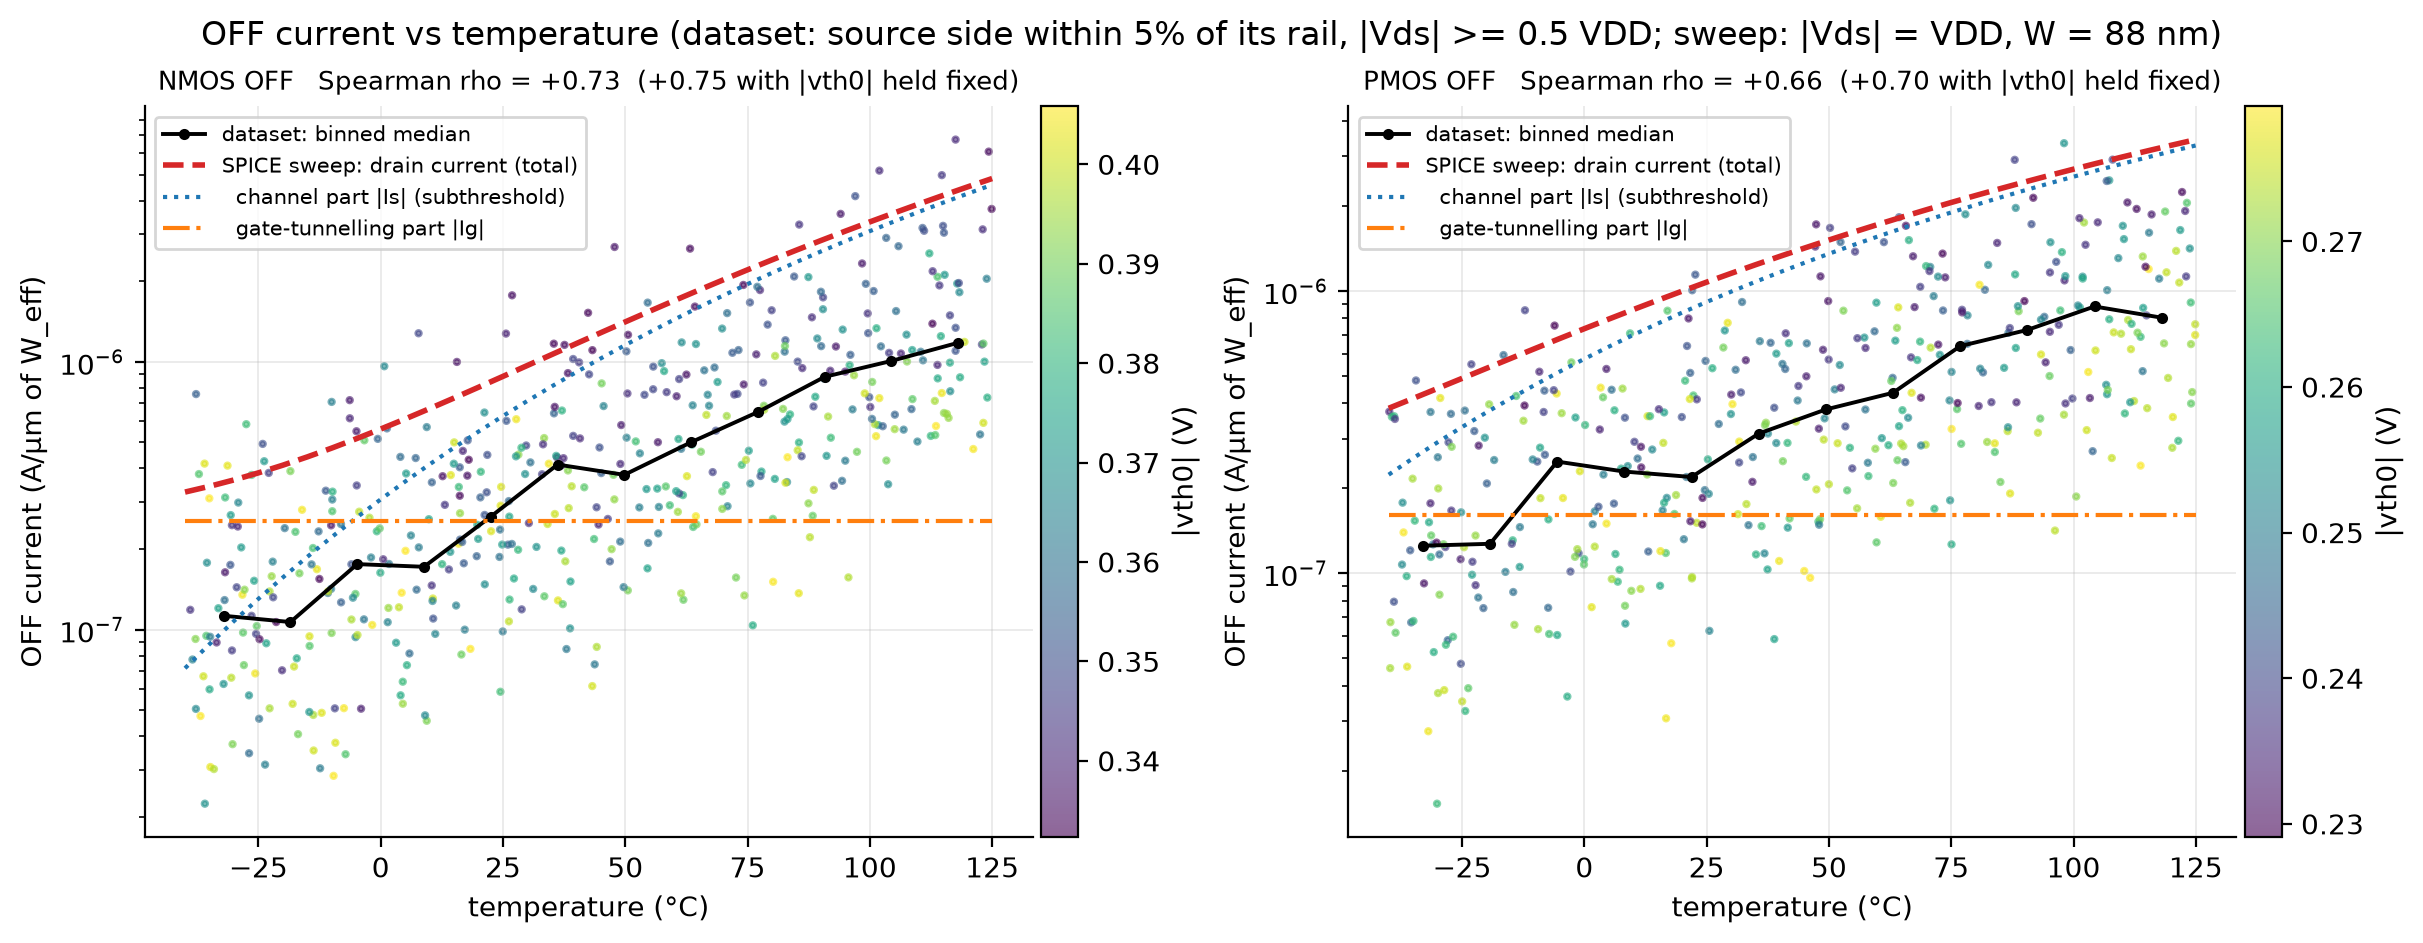 OFF current vs temperature (dataset: source side within 5% of its rail, |Vds| >= 0.5 VDD; sweep: |Vds| = VDD, W = 88 nm)
NMOS OFF   Spearman rho = +0.73  (+0.75 with |vth0| held fixed)
dataset: binned median
SPICE sweep: drain current (total)
channel part |Is| (subthreshold)
gate-tunnelling part |Ig|
OFF current (A/µm of W_eff)
10⁻⁶
10⁻⁷
−25 0 25 50 75 100 125
temperature (°C)
0.40
0.39
0.38
0.37
0.36
0.35
0.34
|vth0| (V)
PMOS OFF   Spearman rho = +0.66  (+0.70 with |vth0| held fixed)
dataset: binned median
SPICE sweep: drain current (total)
channel part |Is| (subthreshold)
gate-tunnelling part |Ig|
OFF current (A/µm of W_eff)
10⁻⁶
10⁻⁷
−25 0 25 50 75 100 125
temperature (°C)
0.27
0.26
0.25
0.24
0.23
|vth0| (V)